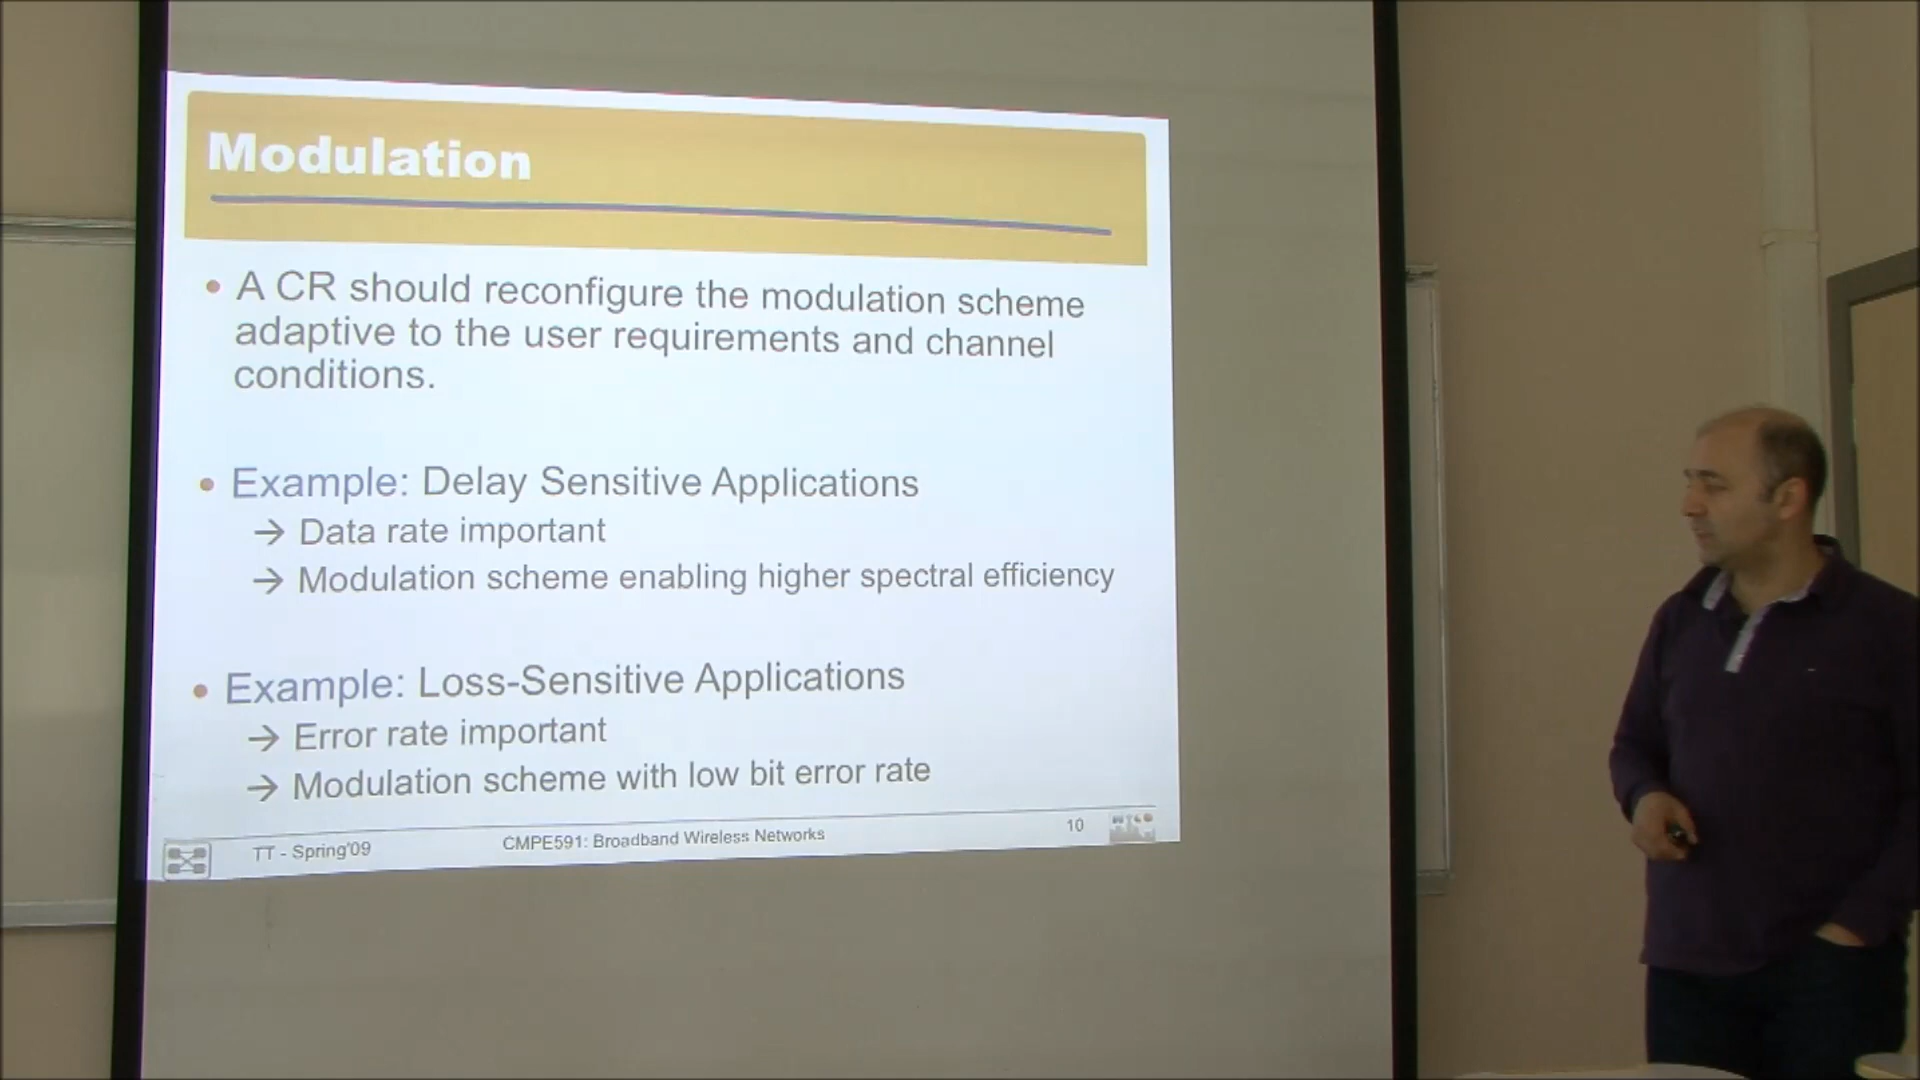 Modulation
• A CR should reconfigure the modulation scheme
adaptive to the user requirements and channel
conditions.
• Example: Delay Sensitive Applications
→ Data rate important
→ Modulation scheme enabling higher spectral efficiency
• Example: Loss-Sensitive Applications
→ Error rate important
→ Modulation scheme with low bit error rate
TT - Spring'09 CMPE591: Broadband Wireless Networks 10